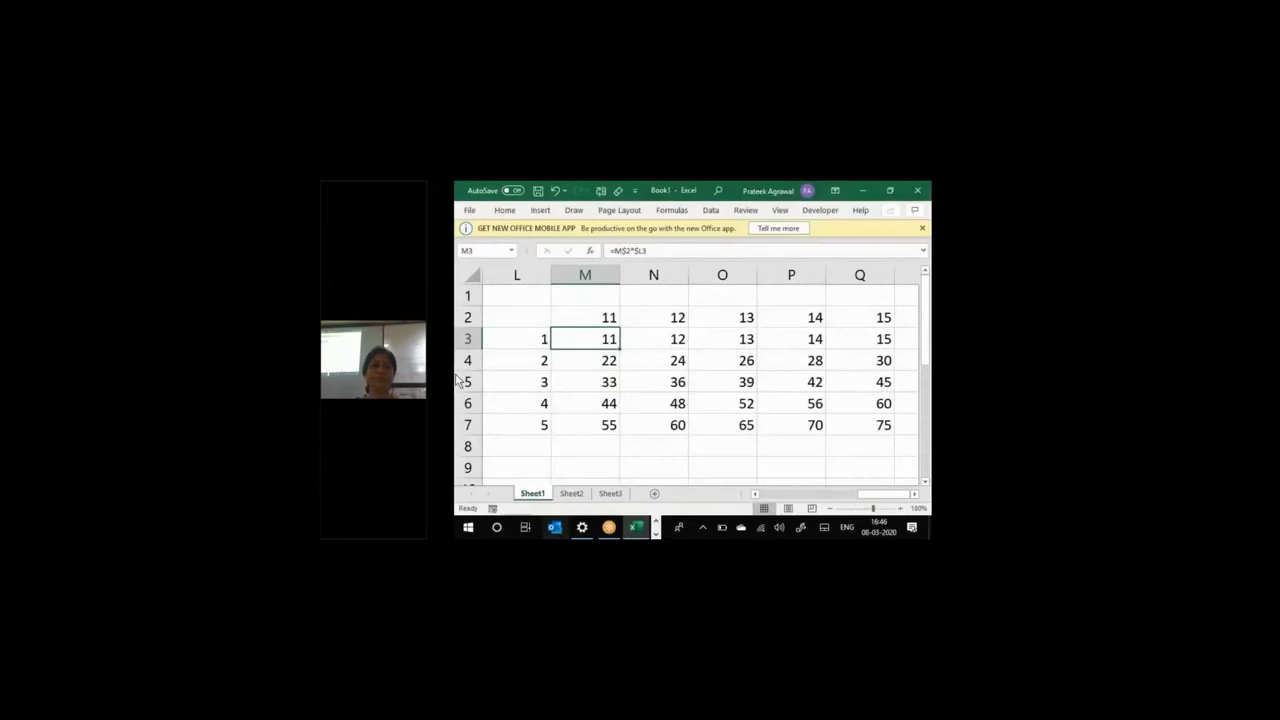 AutoSave Off Book1 - Excel Prateek Agrawal PA
File Home Insert Draw Page Layout Formulas Data Review View Developer Help
GET NEW OFFICE MOBILE APP Be productive on the go with the new Office app. Tell me more
M3 fx =M$2*$L3
L M N O P Q
1
2 11 12 13 14 15
3 1 11 12 13 14 15
4 2 22 24 26 28 30
5 3 33 36 39 42 45
6 4 44 48 52 56 60
7 5 55 60 65 70 75
8
9
Sheet1 Sheet2 Sheet3
Ready 180%
ENG 16:46
08-03-2020